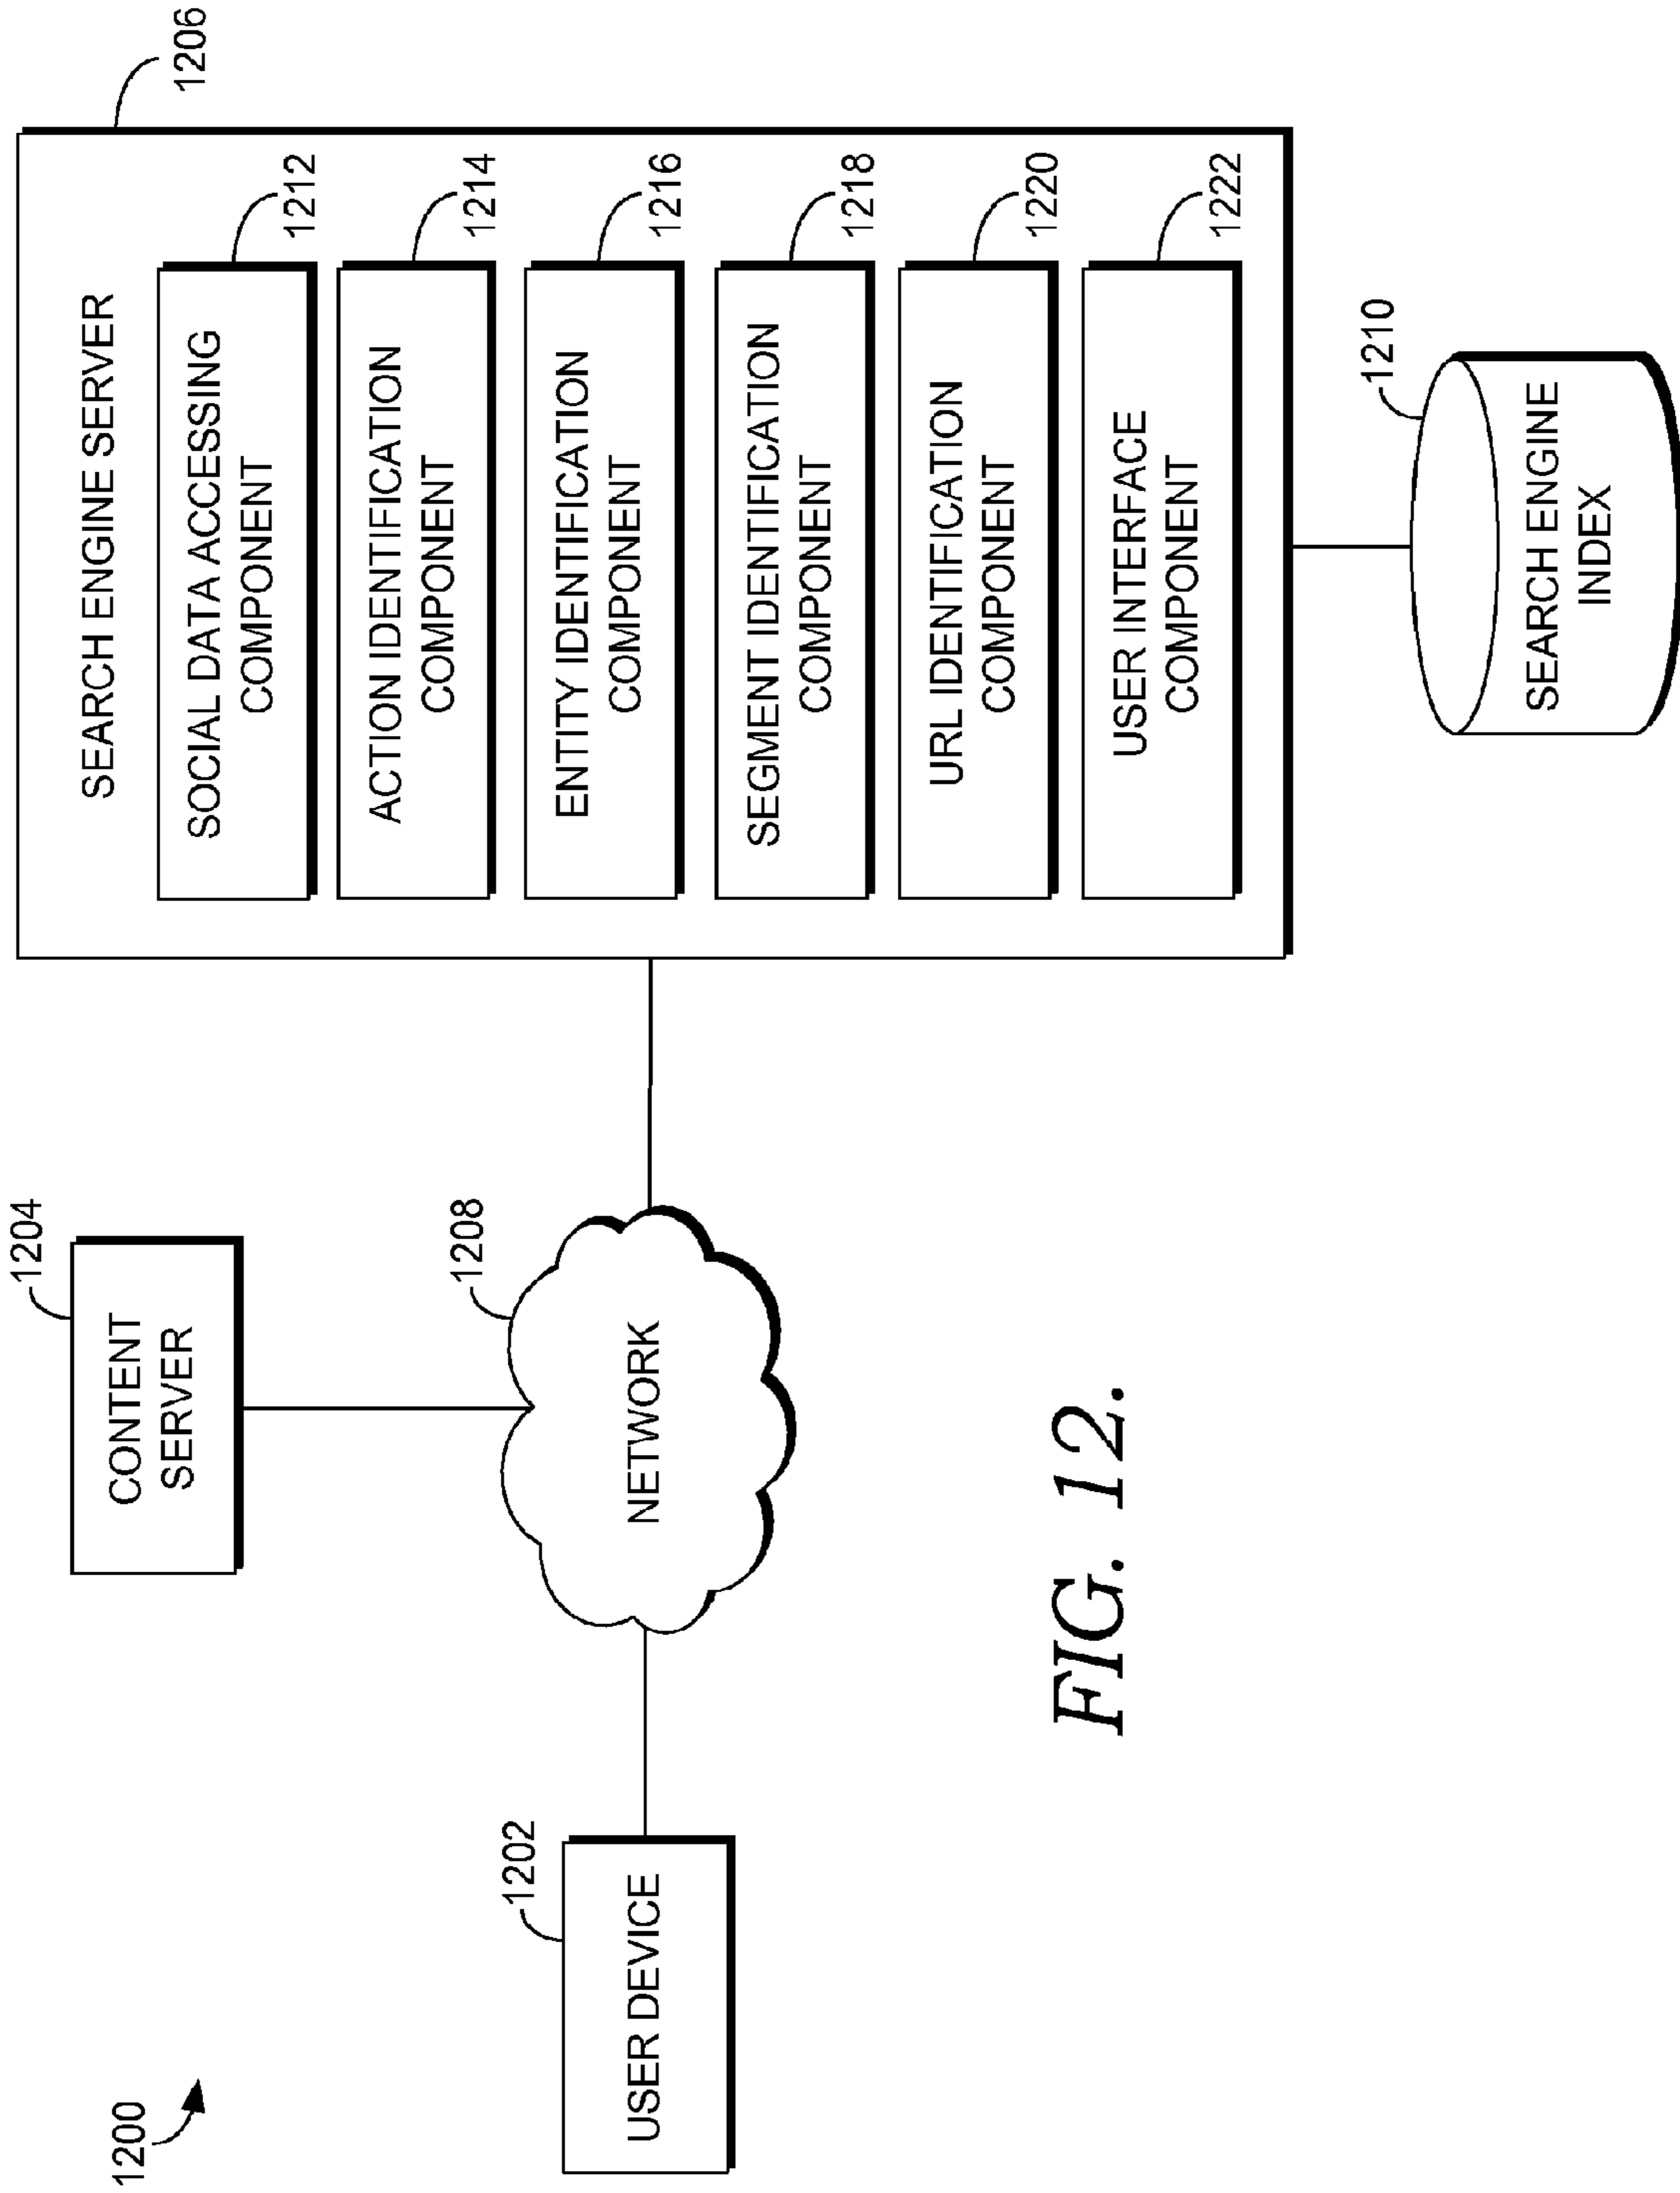 1200
USER DEVICE
1202
CONTENT
SERVER
1204
NETWORK
1208
SEARCH ENGINE SERVER
1206
SOCIAL DATA ACCESSING
COMPONENT
1212
ACTION IDENTIFICATION
COMPONENT
1214
ENTITY IDENTIFICATION
COMPONENT
1216
SEGMENT IDENTIFICATION
COMPONENT
1218
URL IDENTIFICATION
COMPONENT
1220
USER INTERFACE
COMPONENT
1222
SEARCH ENGINE
INDEX
1210
FIG. 12.